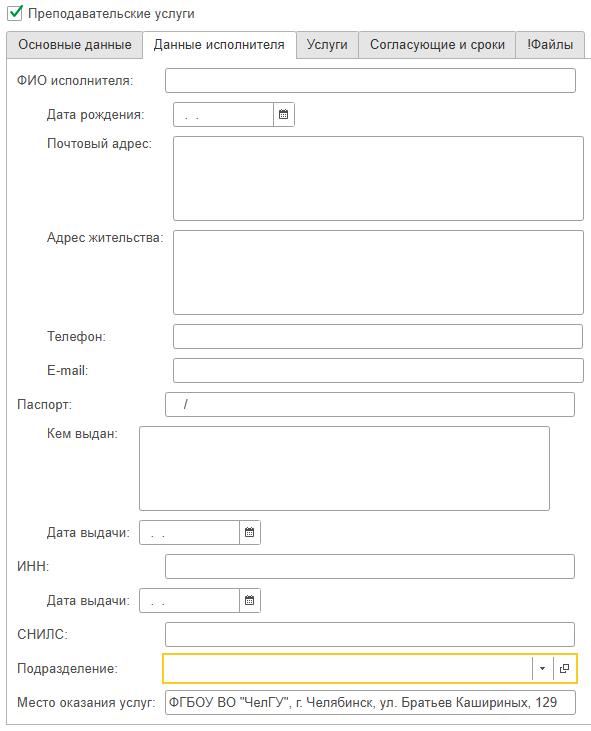 Преподавательские услуги
Основные данные Данные исполнителя Услуги Согласующие и сроки !Файлы
ФИО исполнителя:
Дата рождения: . .
Почтовый адрес:
Адрес жительства:
Телефон:
E-mail:
Паспорт: /
Кем выдан:
Дата выдачи: . .
ИНН:
Дата выдачи: . .
СНИЛС:
Подразделение:
Место оказания услуг: ФГБОУ ВО "ЧелГУ", г. Челябинск, ул. Братьев Кашириных, 129